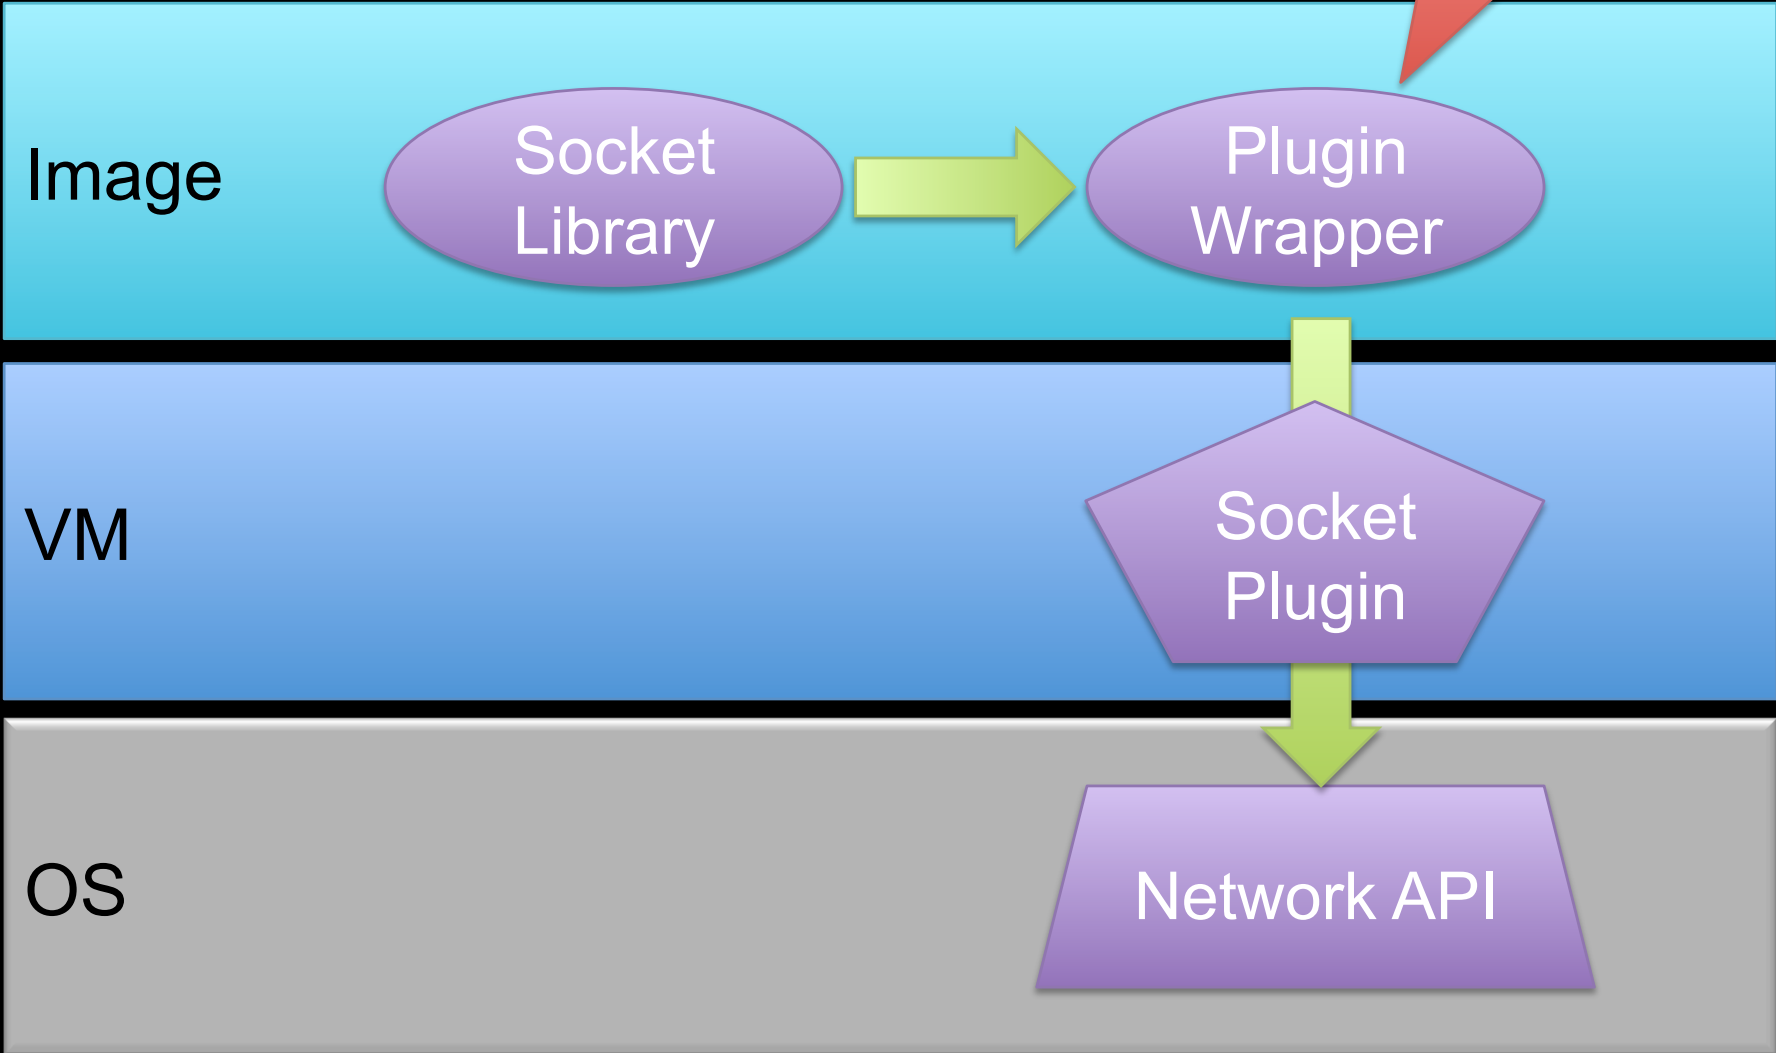 Image
Socket
Library
Plugin
Wrapper
VM
Socket
Plugin
OS
Network API